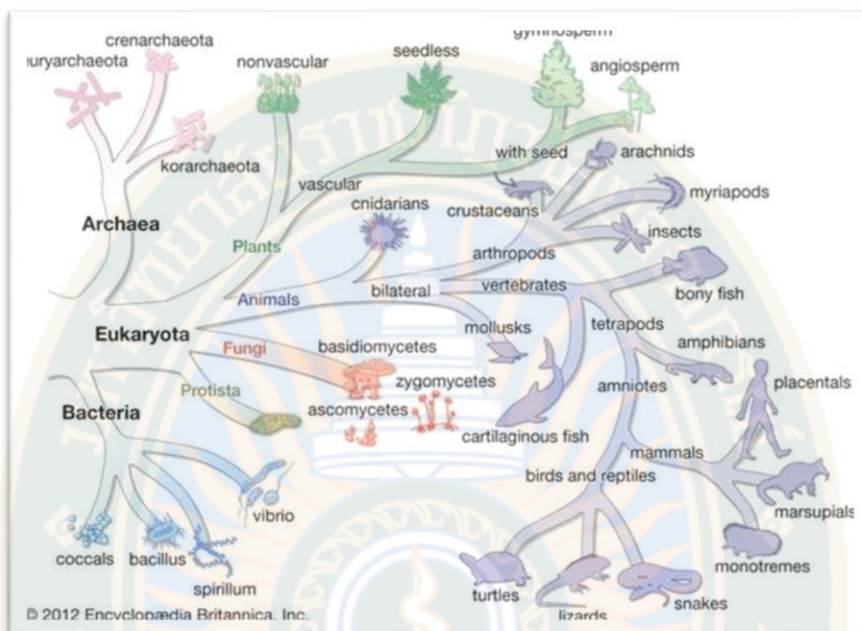 crenarchaeota
uryarchaeota
korarchaeota
Archaea
nonvascular
seedless
gymnosperm
angiosperm
with seed
vascular
Plants
cnidarians
arachnids
crustaceans
myriapods
insects
arthropods
Animals
bilateral
vertebrates
bony fish
mollusks
tetrapods
amphibians
Eukaryota
Fungi
basidiomycetes
zygomycetes
ascomycetes
Protista
cartilaginous fish
amniotes
placentals
mammals
birds and reptiles
marsupials
monotremes
turtles
lizards
snakes
Bacteria
vibrio
coccals
bacillus
spirillum
© 2012 Encyclopædia Britannica, Inc.